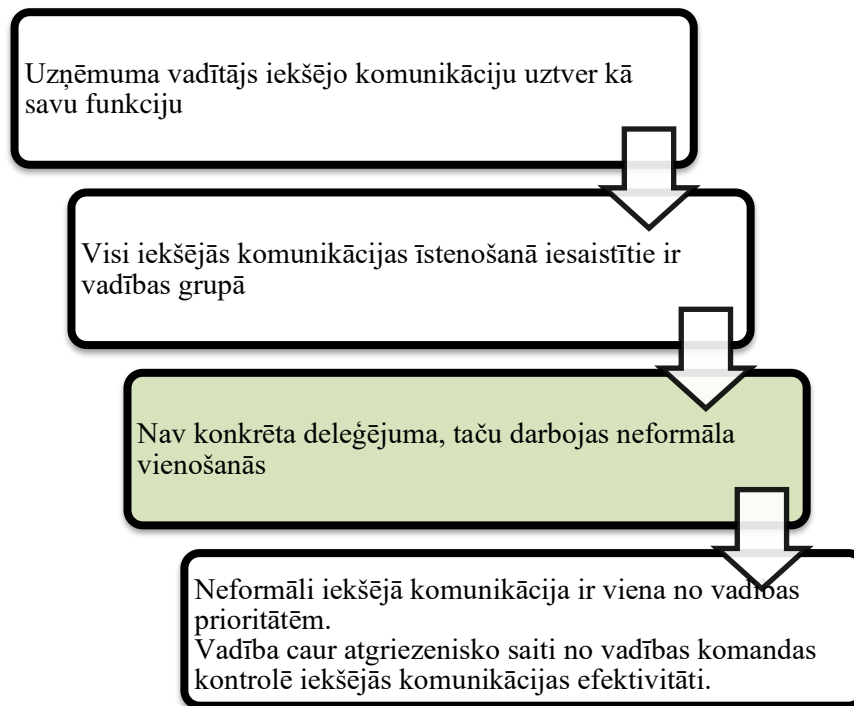 Uzņēmuma vadītājs iekšējo komunikāciju uztver kā
savu funkciju
Visi iekšējās komunikācijas īstenošanā iesaistītie ir
vadības grupā
Nav konkrēta deleģējuma, taču darbojas neformāla
vienošanās
Neformāli iekšējā komunikācija ir viena no vadības
prioritātēm.
Vadība caur atgriezenisko saiti no vadības komandas
kontrolē iekšējās komunikācijas efektivitāti.